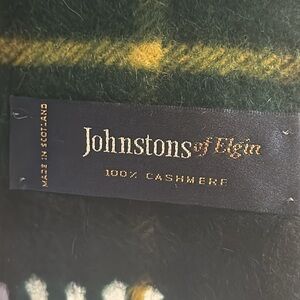 MADE IN SCOTLAND
Johnstons of Elgin
100% CASHMERE